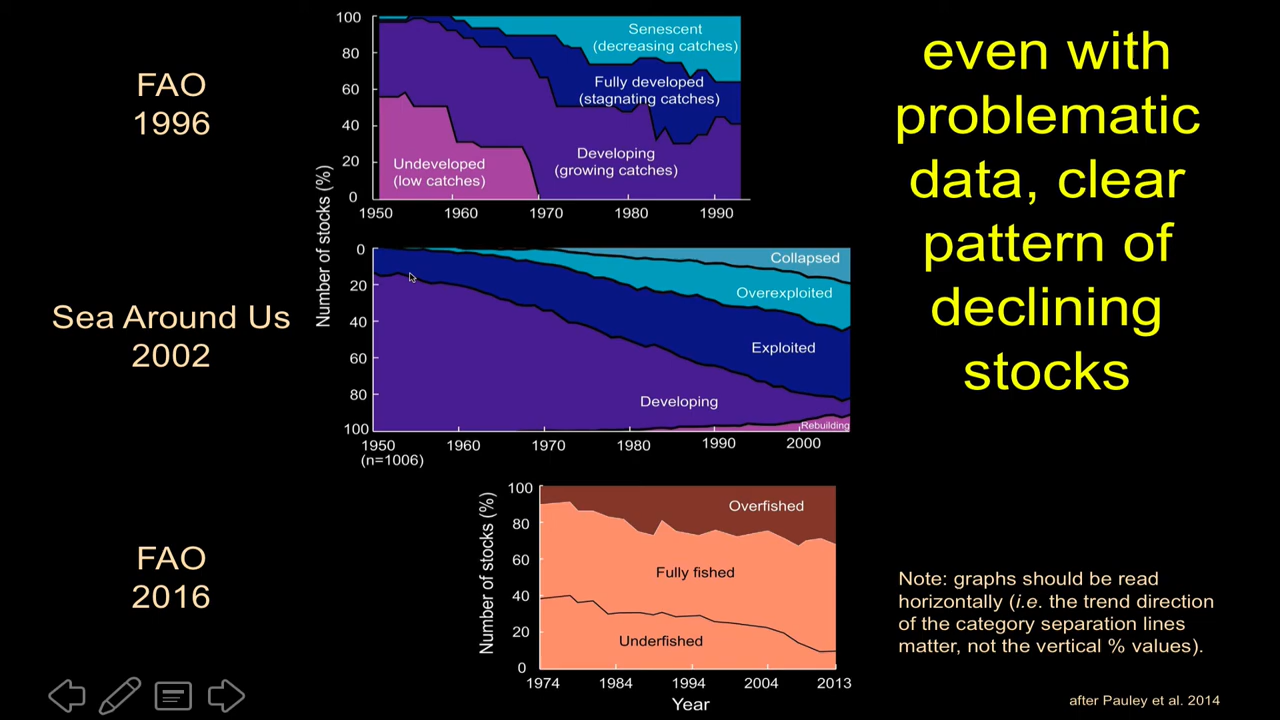 FAO
1996
Number of stocks (%)
100
80
60
40
20
0
Senescent
(decreasing catches)
Fully developed
(stagnating catches)
Developing
(growing catches)
Undeveloped
(low catches)
1950 1960 1970 1980 1990
even with
problematic
data, clear
pattern of
declining
stocks
Sea Around Us
2002
0
20
40
60
80
100
Collapsed
Overexploited
Exploited
Developing
Rebuilding
1950 1960 1970 1980 1990 2000
(n=1006)
FAO
2016
Number of stocks (%)
100
80
60
40
20
0
Overfished
Fully fished
Underfished
1974 1984 1994 2004 2013
Year
Note: graphs should be read
horizontally (i.e. the trend direction
of the category separation lines
matter, not the vertical % values).
after Pauley et al. 2014